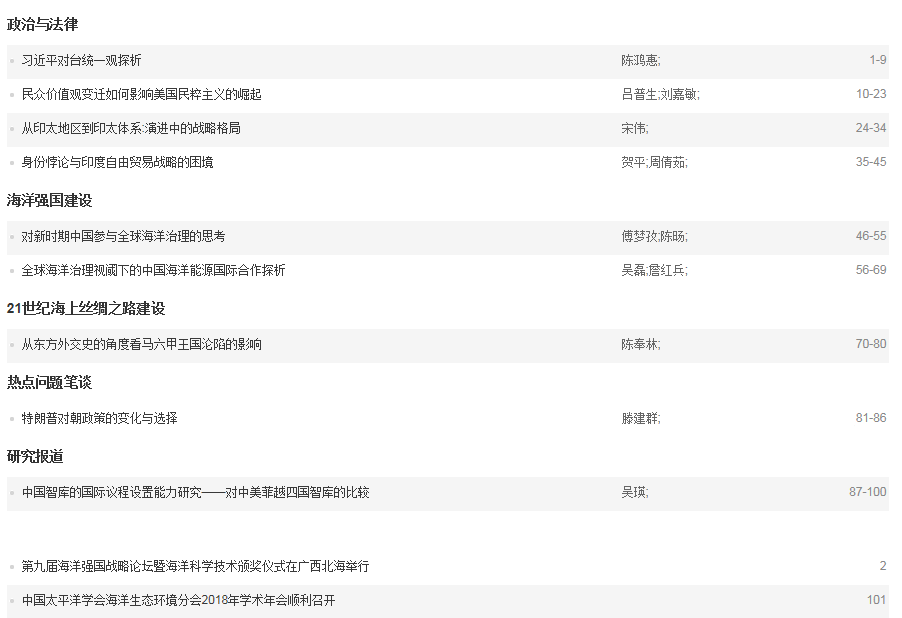 政治与法律
习近平对台统一观探析 陈鸿惠; 1-9
民众价值观变迁如何影响美国民粹主义的崛起 吕普生;刘嘉敏; 10-23
从印太地区到印太体系:演进中的战略格局 宋伟; 24-34
身份悖论与印度自由贸易战略的困境 贺平;周倩茹; 35-45
海洋强国建设
对新时期中国参与全球海洋治理的思考 傅梦孜;陈旸; 46-55
全球海洋治理视阈下的中国海洋能源国际合作探析 吴磊;詹红兵; 56-69
21世纪海上丝绸之路建设
从东方外交史的角度看马六甲王国沦陷的影响 陈奉林; 70-80
热点问题笔谈
特朗普对朝政策的变化与选择 滕建群; 81-86
研究报道
中国智库的国际议程设置能力研究——对中美菲越四国智库的比较 吴瑛; 87-100
第九届海洋强国战略论坛暨海洋科学技术颁奖仪式在广西北海举行 2
中国太平洋学会海洋生态环境分会2018年学术年会顺利召开 101